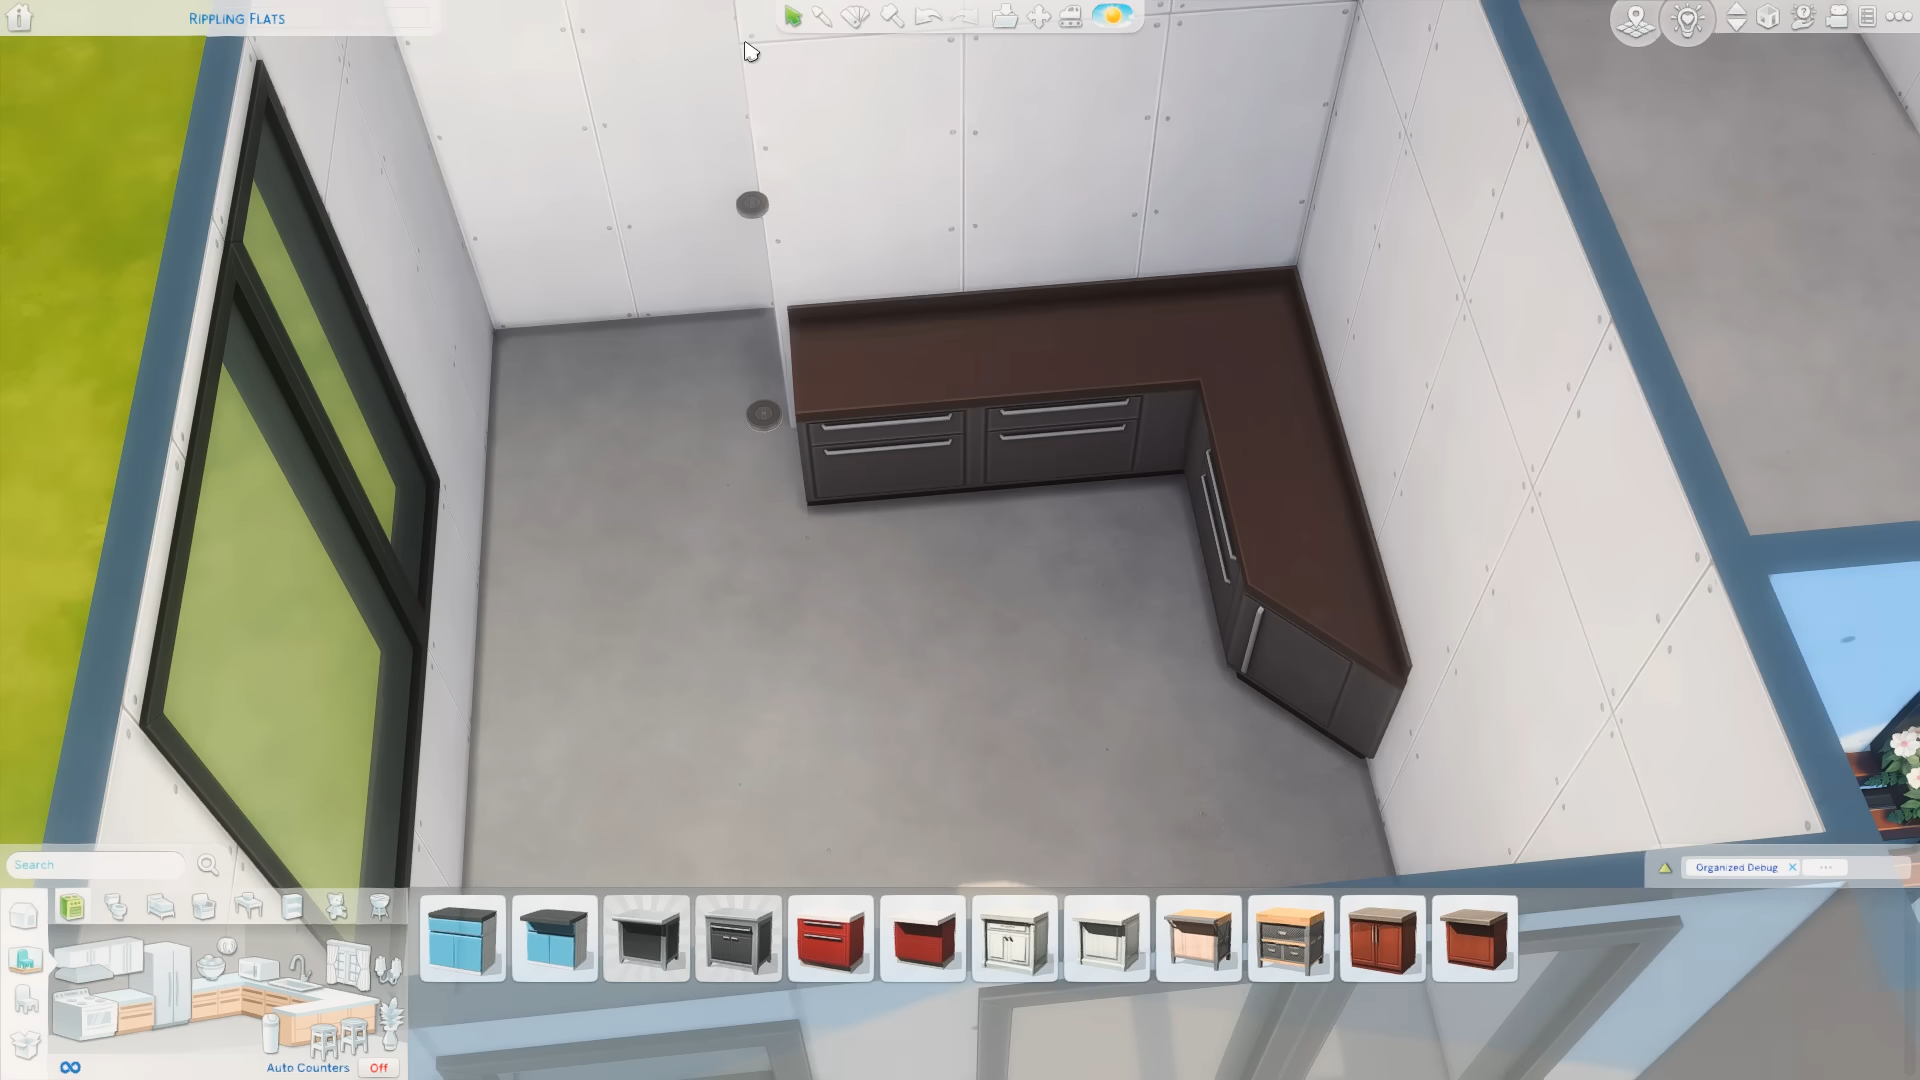 Rippling Flats
Search
Organized Debug
Auto Counters Off